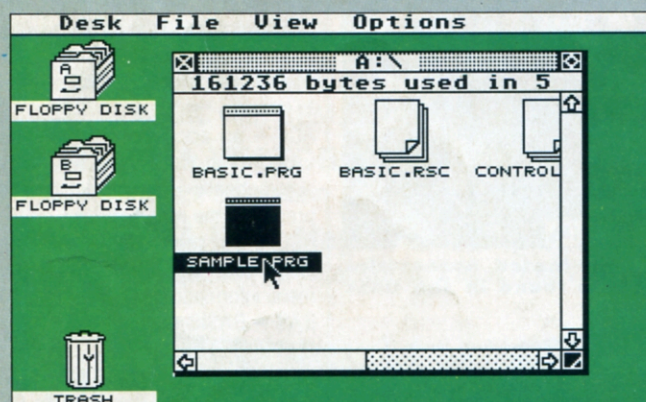 Desk File View Options
A:\
161236 bytes used in 5
A
FLOPPY DISK
BASIC.PRG BASIC.RSC CONTROL
B
FLOPPY DISK
SAMPLE.PRG
TRASH